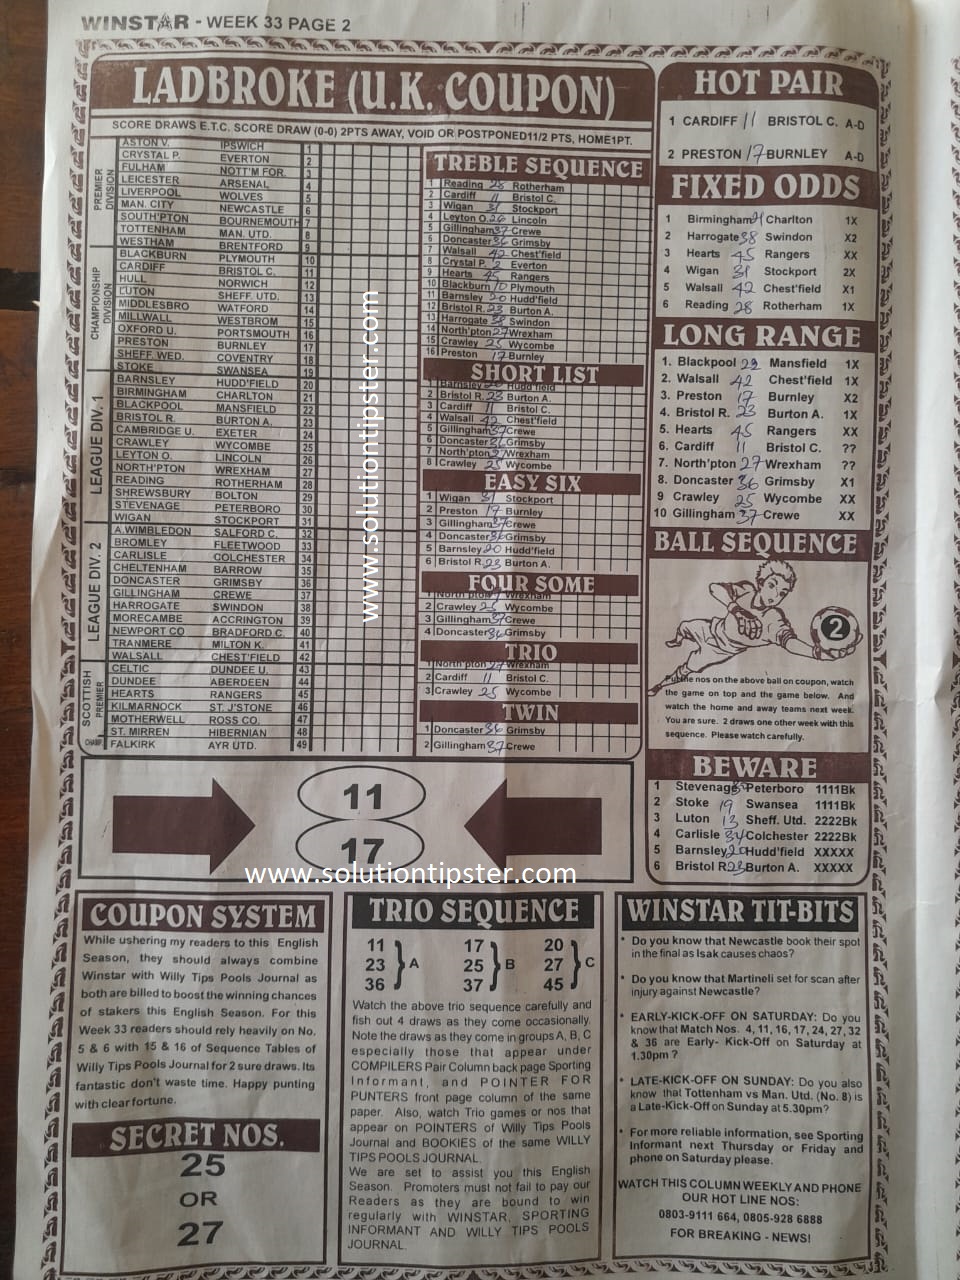 WINSTAR - WEEK 33 PAGE 2
LADBROKE (U.K. COUPON)
SCORE DRAWS E.T.C. SCORE DRAW (0-0) 2PTS AWAY, VOID OR POSTPONED11/2 PTS, HOME1PT.
PREMIER DIVISION
ASTON V. IPSWICH 1
CRYSTAL P. EVERTON 2
FULHAM NOTT'M FOR. 3
LEICESTER ARSENAL 4
LIVERPOOL WOLVES 5
MAN. CITY NEWCASTLE 6
SOUTH'PTON BOURNEMOUTH 7
TOTTENHAM MAN. UTD. 8
WESTHAM BRENTFORD 9
CHAMPIONSHIP DIVISION
BLACKBURN PLYMOUTH 10
CARDIFF BRISTOL C. 11
HULL NORWICH 12
LUTON SHEFF. UTD. 13
MIDDLESBRO WATFORD 14
MILLWALL WESTBROM 15
OXFORD U. PORTSMOUTH 16
PRESTON BURNLEY 17
SHEFF. WED. COVENTRY 18
STOKE SWANSEA 19
LEAGUE DIV. 1
BARNSLEY HUDD'FIELD 20
BIRMINGHAM CHARLTON 21
BLACKPOOL MANSFIELD 22
BRISTOL R. BURTON A. 23
CAMBRIDGE U. EXETER 24
CRAWLEY WYCOMBE 25
LEYTON O. LINCOLN 26
NORTH'PTON WREXHAM 27
READING ROTHERHAM 28
SHREWSBURY BOLTON 29
STEVENAGE PETERBORO 30
WIGAN STOCKPORT 31
LEAGUE DIV. 2
A.WIMBLEDON SALFORD C. 32
BROMLEY FLEETWOOD 33
CARLISLE COLCHESTER 34
CHELTENHAM BARROW 35
DONCASTER GRIMSBY 36
GILLINGHAM CREWE 37
HARROGATE SWINDON 38
MORECAMBE ACCRINGTON 39
NEWPORT CO BRADFORD C. 40
TRANMERE MILTON K. 41
WALSALL CHEST'FIELD 42
SCOTTISH PREMIER
CELTIC DUNDEE U. 43
DUNDEE ABERDEEN 44
HEARTS RANGERS 45
KILMARNOCK ST. J'STONE 46
MOTHERWELL ROSS CO. 47
ST. MIRREN HIBERNIAN 48
CHAMP
FALKIRK AYR UTD. 49
TREBLE SEQUENCE
1 Reading 28 Rotherham
2 Cardiff 11 Bristol C.
3 Wigan 31 Stockport
4 Leyton O. 26 Lincoln
5 Gillingham 37 Crewe
6 Doncaster 36 Grimsby
7 Walsall 42 Chest'field
8 Crystal P. 2 Everton
9 Hearts 45 Rangers
10 Blackburn 10 Plymouth
11 Barnsley 20 Hudd'field
12 Bristol R. 23 Burton A.
13 Harrogate 38 Swindon
14 North'pton 27 Wrexham
15 Crawley 25 Wycombe
16 Preston 17 Burnley
SHORT LIST
Barnsley 20 Hudd'field
2 Bristol R. 23 Burton A.
3 Cardiff 11 Bristol C.
4 Walsall 42 Chest'field
5 Gillingham 37 Crewe
6 Doncaster 36 Grimsby
7 North'pton 27 Wrexham
8 Crawley 25 Wycombe
EASY SIX
1 Wigan 31 Stockport
2 Preston 17 Burnley
3 Gillingham 37 Crewe
4 Doncaster 36 Grimsby
5 Barnsley 20 Hudd'field
6 Bristol R. 23 Burton A.
FOUR SOME
North'pton 27 Wrexham
2 Crawley 25 Wycombe
3 Gillingham 37 Crewe
4 Doncaster 36 Grimsby
TRIO
1 North'pton 27 Wrexham
2 Cardiff 11 Bristol C.
3 Crawley 25 Wycombe
TWIN
1 Doncaster 36 Grimsby
2 Gillingham 37 Crewe
HOT PAIR
1 CARDIFF 11 BRISTOL C. A-D
2 PRESTON 17 BURNLEY A-D
FIXED ODDS
1 Birmingham 21 Charlton 1X
2 Harrogate 38 Swindon X2
3 Hearts 45 Rangers XX
4 Wigan 31 Stockport 2X
5 Walsall 42 Chest'field X1
6 Reading 28 Rotherham 1X
LONG RANGE
1. Blackpool 22 Mansfield 1X
2. Walsall 42 Chest'field 1X
3. Preston 17 Burnley X2
4. Bristol R. 23 Burton A. 1X
5. Hearts 45 Rangers XX
6. Cardiff 11 Bristol C. ??
7. North'pton 27 Wrexham ??
8. Doncaster 36 Grimsby X1
9 Crawley 25 Wycombe XX
10 Gillingham 37 Crewe XX
BALL SEQUENCE
2
Put the nos on the above ball on coupon, watch
the game on top and the game below. And
watch the home and away teams next week.
You are sure. 2 draws one other week with this
sequence. Please watch carefully.
BEWARE
1 Stevenage 30 Peterboro 1111Bk
2 Stoke 19 Swansea 1111Bk
3 Luton 13 Sheff. Utd. 2222Bk
4 Carlisle 34 Colchester 2222Bk
5 Barnsley 20 Hudd'field XXXXX
6 Bristol R 23 Burton A. XXXXX
www.solutiontipster.com
11
17
www.solutiontipster.com
COUPON SYSTEM
While ushering my readers to this English
Season, they should always combine
Winstar with Willy Tips Pools Journal as
both are billed to boost the winning chances
of stakers this English Season. For this
Week 33 readers should rely heavily on No.
5 & 6 with 15 & 16 of Sequence Tables of
Willy Tips Pools Journal for 2 sure draws. Its
fantastic don't waste time. Happy punting
with clear fortune.
SECRET NOS.
25
OR
27
TRIO SEQUENCE
11 17 20
23 } A 25 } B 27 } C
36 37 45
Watch the above trio sequence carefully and
fish out 4 draws as they come occasionally.
Note the draws as they come in groups A, B, C
especially those that appear under
COMPILERS Pair Column back page Sporting
Informant, and POINTER FOR
PUNTERS front page column of the same
paper. Also, watch Trio games or nos that
appear on POINTERS of Willy Tips Pools
Journal and BOOKIES of the same WILLY
TIPS POOLS JOURNAL.
We are set to assist you this English
Season. Promoters must not fail to pay our
Readers as they are bound to win
regularly with WINSTAR, SPORTING
INFORMANT AND WILLY TIPS POOLS
JOURNAL.
WINSTAR TIT-BITS
• Do you know that Newcastle book their spot
in the final as Isak causes chaos?
• Do you know that Martineli set for scan after
injury against Newcastle?
• EARLY-KICK-OFF ON SATURDAY: Do you
know that Match Nos. 4, 11, 16, 17, 24, 27, 32
& 36 are Early- Kick-Off on Saturday at
1.30pm ?
• LATE-KICK-OFF ON SUNDAY: Do you also
know that Tottenham vs Man. Utd. (No. 8) is
a Late-Kick-Off on Sunday at 5.30pm?
• For more reliable information, see Sporting
Informant next Thursday or Friday and
phone on Saturday please.
WATCH THIS COLUMN WEEKLY AND PHONE
OUR HOT LINE NOS:
0803-9111 664, 0805-928 6888
FOR BREAKING - NEWS!